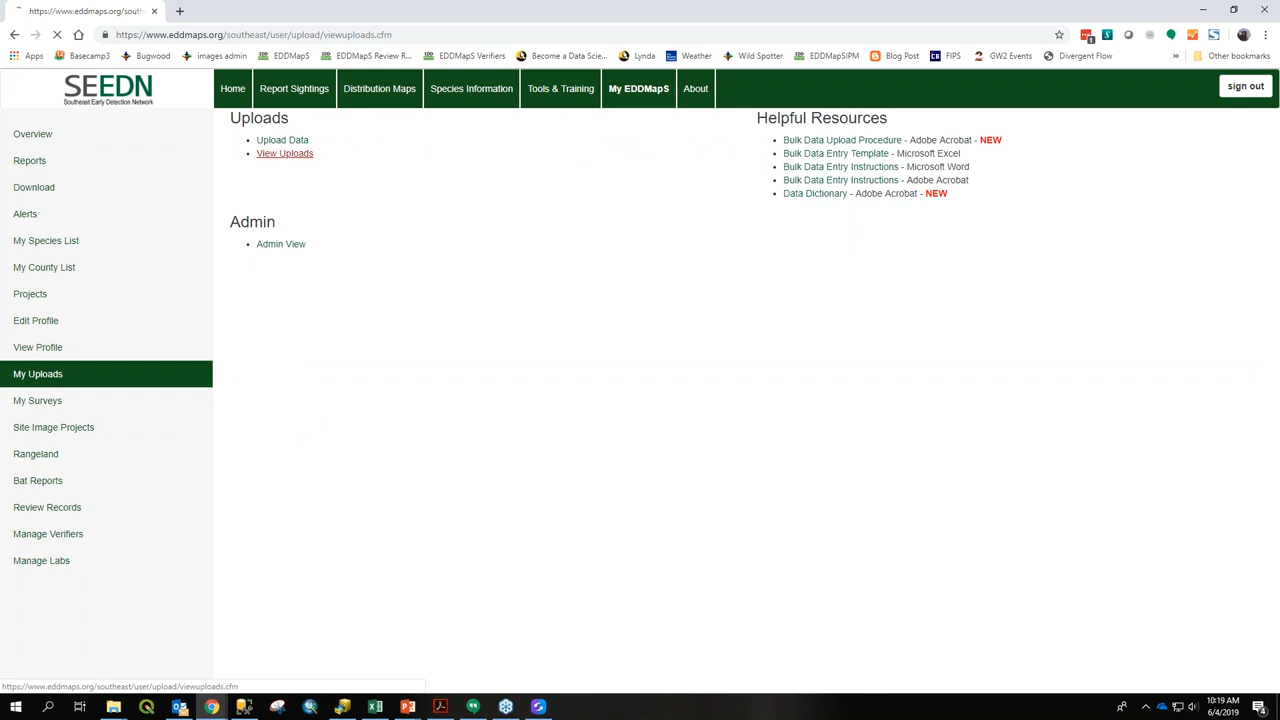 https://www.eddmaps.org/southe
https://www.eddmaps.org/southeast/user/upload/viewuploads.cfm
Apps Basecamp3 Bugwood images admin EDDMapS EDDMapS Review R... EDDMapS Verifiers Become a Data Scie... Lynda Weather Wild Spotter EDDMapSIPM Blog Post FIPS GW2 Events Divergent Flow » Other bookmarks
SEEDN
Southeast Early Detection Network
Home Report Sightings Distribution Maps Species Information Tools & Training My EDDMapS About sign out
Overview
Reports
Download
Alerts
My Species List
My County List
Projects
Edit Profile
View Profile
My Uploads
My Surveys
Site Image Projects
Rangeland
Bat Reports
Review Records
Manage Verifiers
Manage Labs
Uploads
• Upload Data
• View Uploads
Admin
• Admin View
Helpful Resources
• Bulk Data Upload Procedure - Adobe Acrobat - NEW
• Bulk Data Entry Template - Microsoft Excel
• Bulk Data Entry Instructions - Microsoft Word
• Bulk Data Entry Instructions - Adobe Acrobat
• Data Dictionary - Adobe Acrobat - NEW
https://www.eddmaps.org/southeast/user/upload/viewuploads.cfm
10:19 AM
6/4/2019